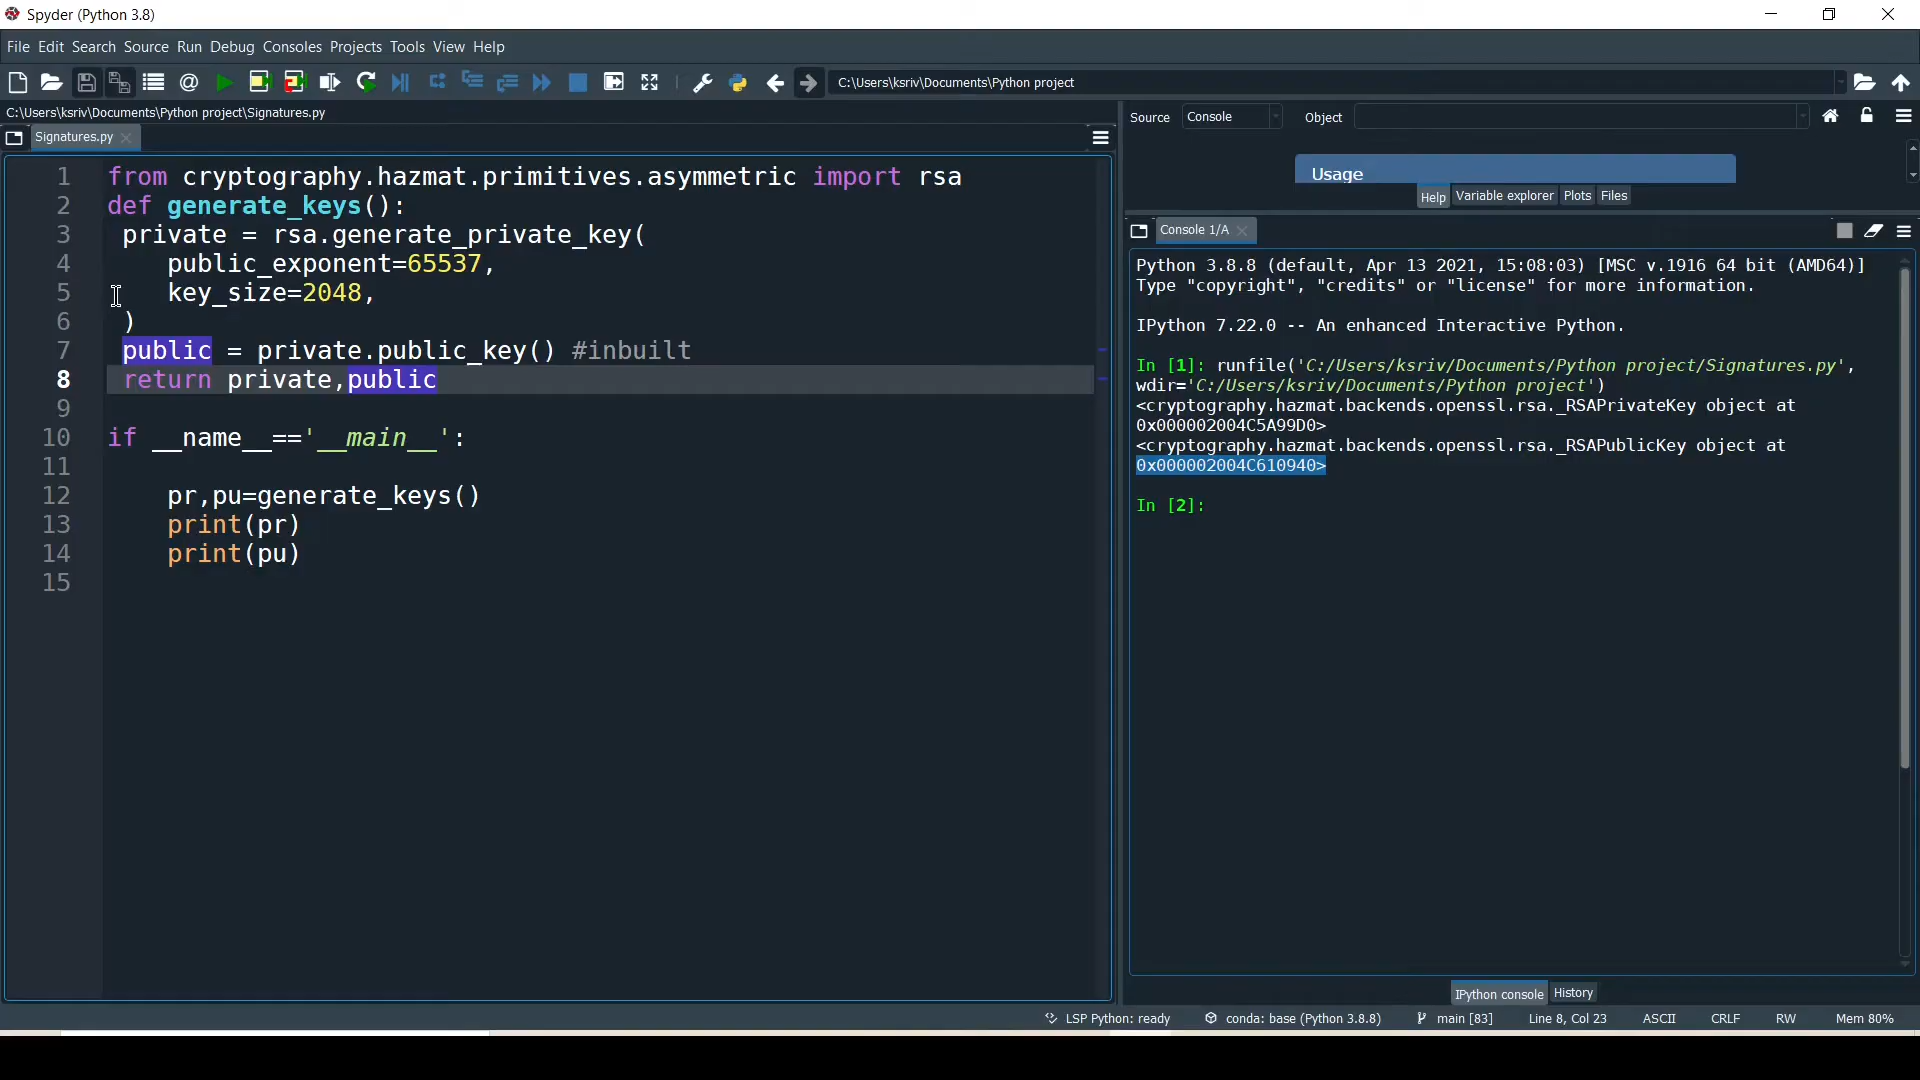 Spyder (Python 3.8)
File Edit Search Source Run Debug Consoles Projects Tools View Help
C:\Users\ksriv\Documents\Python project
C:\Users\ksriv\Documents\Python project\Signatures.py
Signatures.py
1 from cryptography.hazmat.primitives.asymmetric import rsa
2 def generate_keys():
3 private = rsa.generate_private_key(
4 public_exponent=65537,
5 key_size=2048,
6 )
7 public = private.public_key() #inbuilt
8 return private,public
9
10 if __name__=='__main__':
11
12 pr,pu=generate_keys()
13 print(pr)
14 print(pu)
15
Source Console Object
Usage
Help Variable explorer Plots Files
Console 1/A
Python 3.8.8 (default, Apr 13 2021, 15:08:03) [MSC v.1916 64 bit (AMD64)]
Type "copyright", "credits" or "license" for more information.
IPython 7.22.0 -- An enhanced Interactive Python.
In [1]: runfile('C:/Users/ksriv/Documents/Python project/Signatures.py',
wdir='C:/Users/ksriv/Documents/Python project')
<cryptography.hazmat.backends.openssl.rsa._RSAPrivateKey object at
0x000002004C5A99D0>
<cryptography.hazmat.backends.openssl.rsa._RSAPublicKey object at
0x000002004C610940>
In [2]:
IPython console History
LSP Python: ready conda: base (Python 3.8.8) main [83] Line 8, Col 23 ASCII CRLF RW Mem 80%